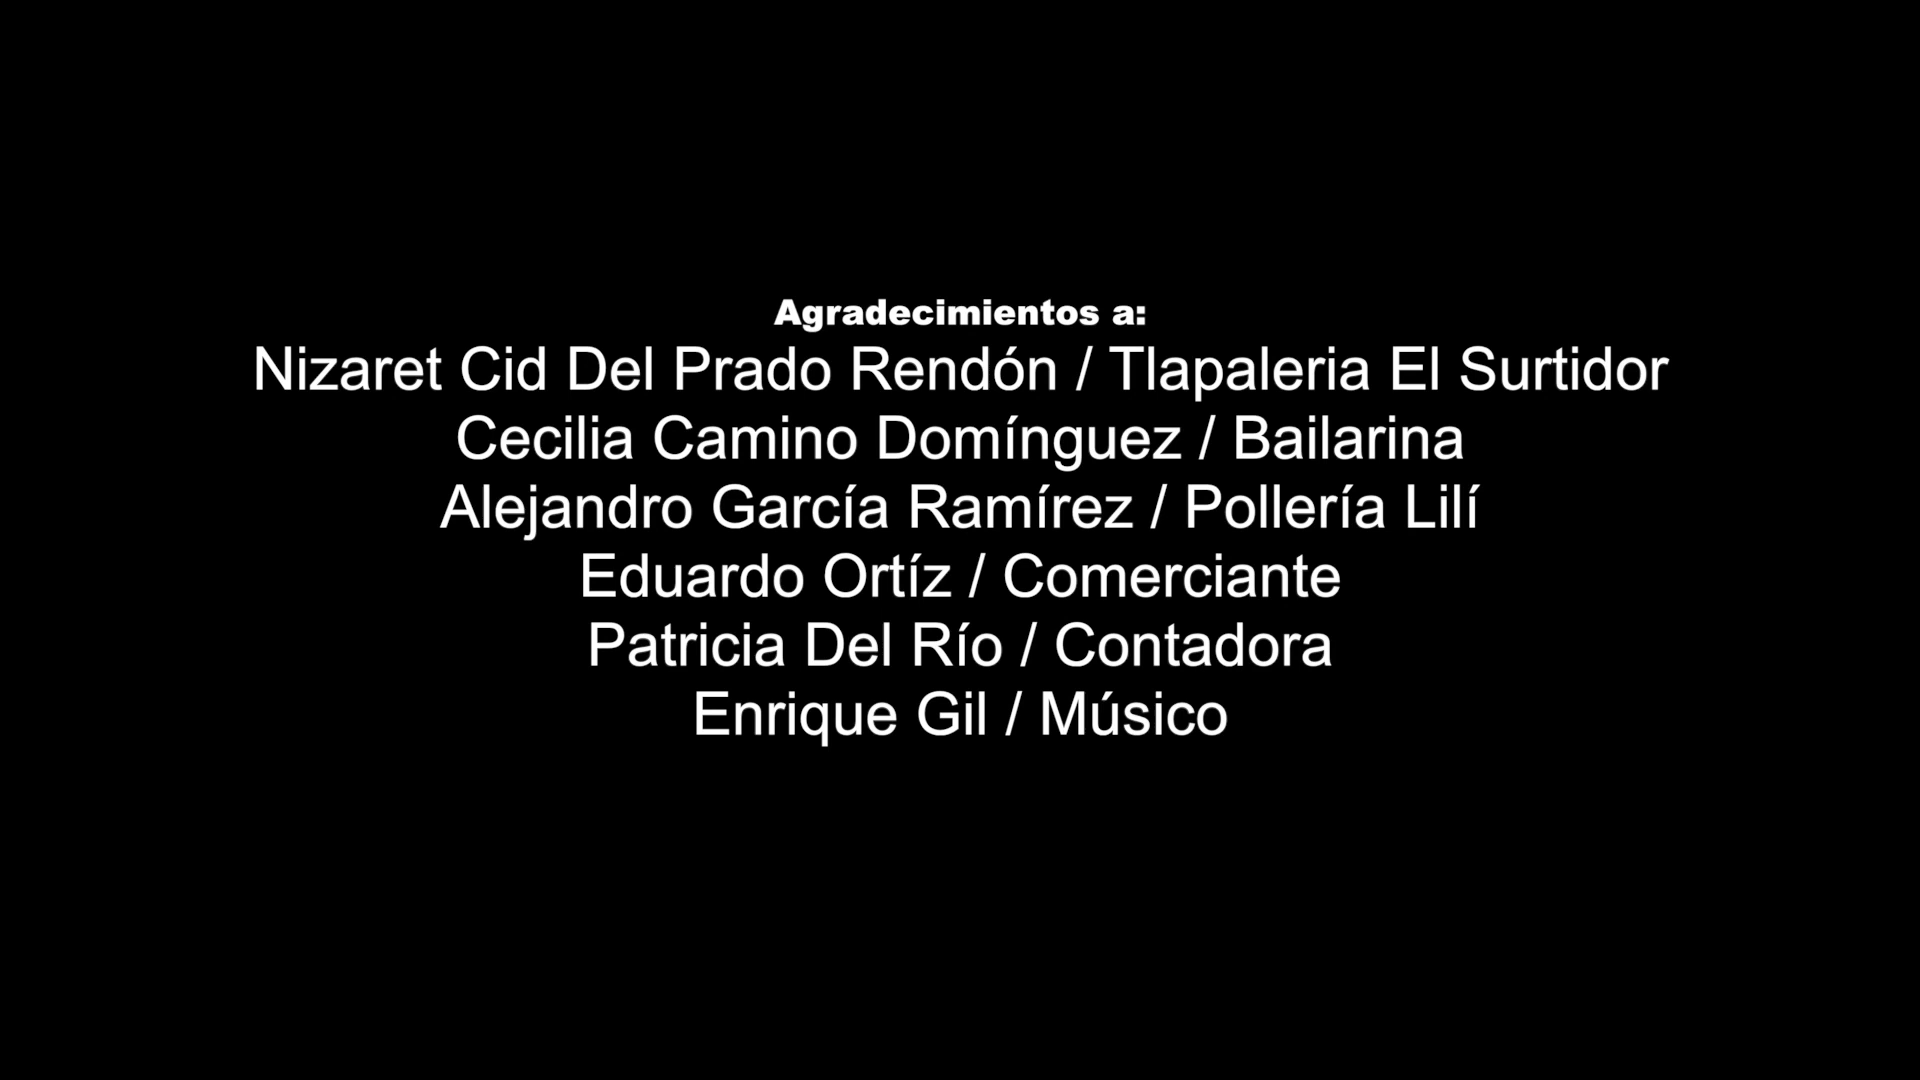 Agradecimientos a:
Nizaret Cid Del Prado Rendón / Tlapaleria El Surtidor
Cecilia Camino Domínguez / Bailarina
Alejandro García Ramírez / Pollería Lilí
Eduardo Ortíz / Comerciante
Patricia Del Río / Contadora
Enrique Gil / Músico